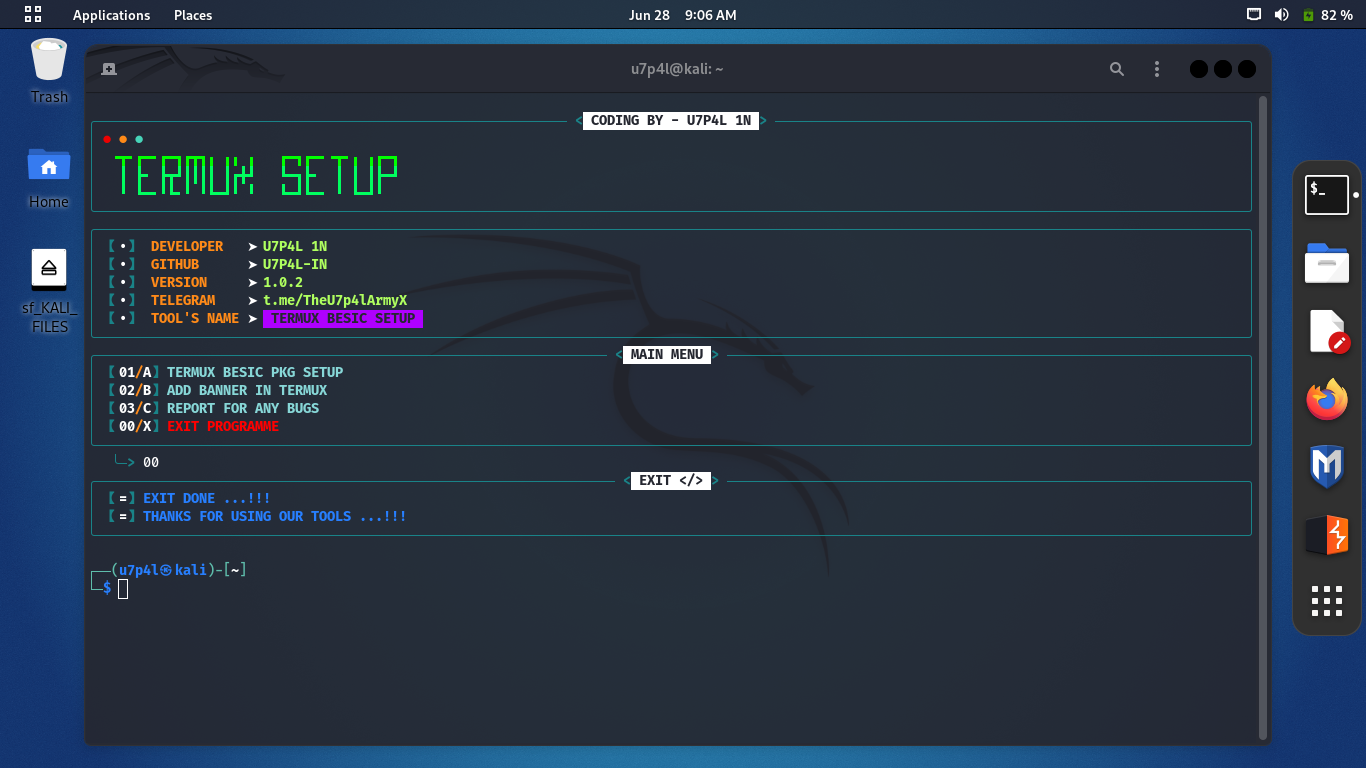 Applications Places Jun 28 9:06 AM 82 %
Trash
Home
sf_KALI_
FILES
u7p4l@kali: ~
<CODING BY - U7P4L 1N>
TERMUX SETUP
[•] DEVELOPER ➤ U7P4L 1N
[•] GITHUB ➤ U7P4L-IN
[•] VERSION ➤ 1.0.2
[•] TELEGRAM ➤ t.me/TheU7p4lArmyX
[•] TOOL'S NAME ➤ TERMUX BESIC SETUP
< MAIN MENU >
[01/A] TERMUX BESIC PKG SETUP
[02/B] ADD BANNER IN TERMUX
[03/C] REPORT FOR ANY BUGS
[00/X] EXIT PROGRAMME
╰─> 00
< EXIT </> >
[=] EXIT DONE ...!!!
[=] THANKS FOR USING OUR TOOLS ...!!!
┌──(u7p4l㉿kali)-[~]
└─$
$_